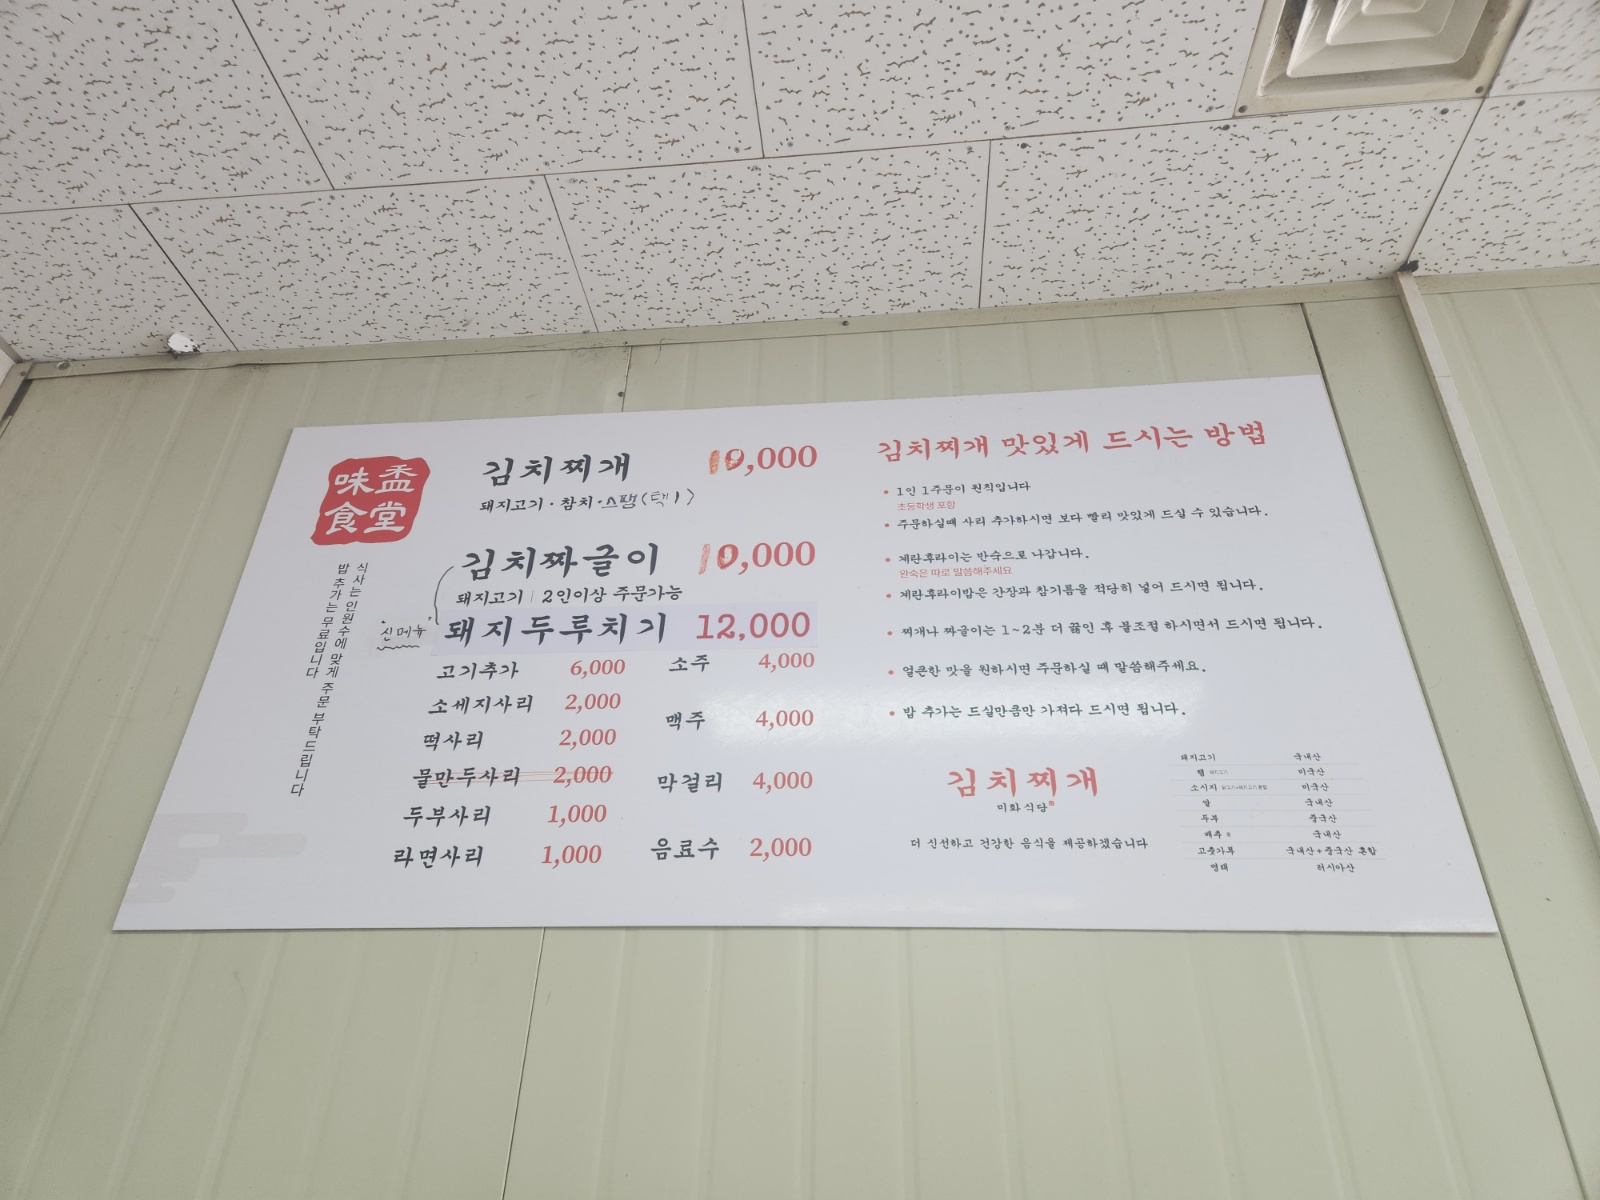 味盃
食堂
식사는 인원수에 맞게 주문 부탁드립니다
밥 추가는 무료입니다
김치찌개 10,000
돼지고기 · 참치 · 스팸 (택1)
김치짜글이 10,000
돼지고기 | 2인이상 주문가능
"신메뉴"
돼지두루치기 12,000
고기추가 6,000
소세지사리 2,000
떡사리 2,000
물만두사리 2,000
두부사리 1,000
라면사리 1,000
소주 4,000
맥주 4,000
막걸리 4,000
음료수 2,000
김치찌개 맛있게 드시는 방법
• 1인 1주문이 원칙입니다
초등학생 포함
• 주문하실때 사리 추가하시면 보다 빨리 맛있게 드실 수 있습니다.
• 계란후라이는 반숙으로 나갑니다.
완숙은 따로 말씀해주세요
• 계란후라이밥은 간장과 참기름을 적당히 넣어 드시면 됩니다.
• 찌개나 짜글이는 1~2분 더 끓인 후 불조절 하시면서 드시면 됩니다.
• 얼큰한 맛을 원하시면 주문하실 때 말씀해주세요.
• 밥 추가는 드실만큼만 가져다 드시면 됩니다.
김치찌개
미화식당
더 신선하고 건강한 음식을 제공하겠습니다
돼지고기 국내산
햄 돼지고기 미국산
소시지 미국산
쌀 국내산
두부 중국산
배추 국내산
고춧가루 국내산+중국산 혼합
명태 러시아산